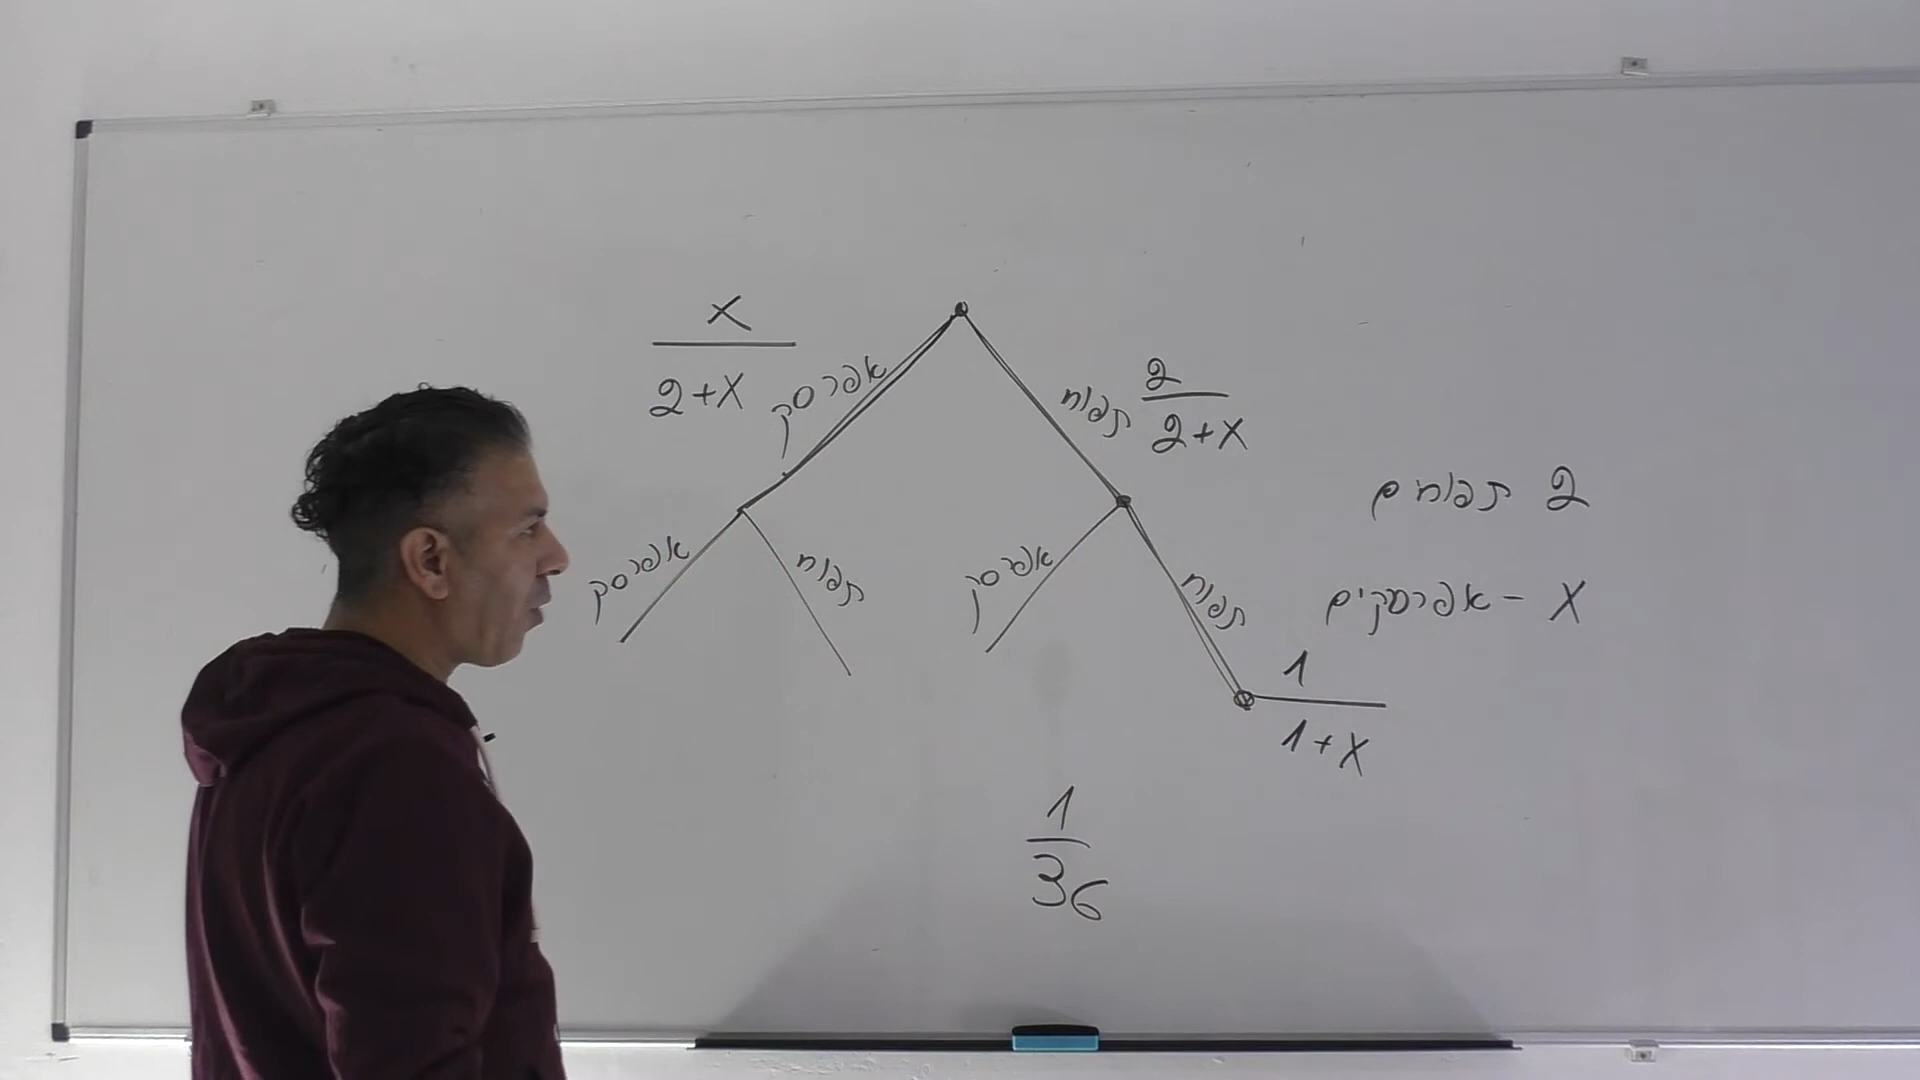 x
2+x
אפרסק
תפוח
2
2+x
2 תפוחים
אפרסק
תפוח
אפרסק
תפוח
x - אפרסקים
1
1+x
1
36